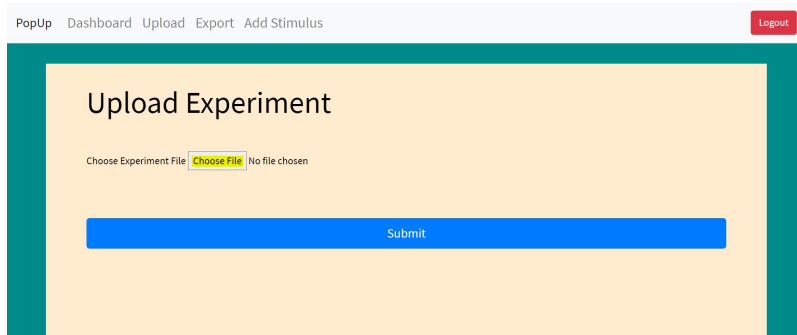 PopUp Dashboard Upload Export Add Stimulus Logout
Upload Experiment
Choose Experiment File Choose File No file chosen
Submit